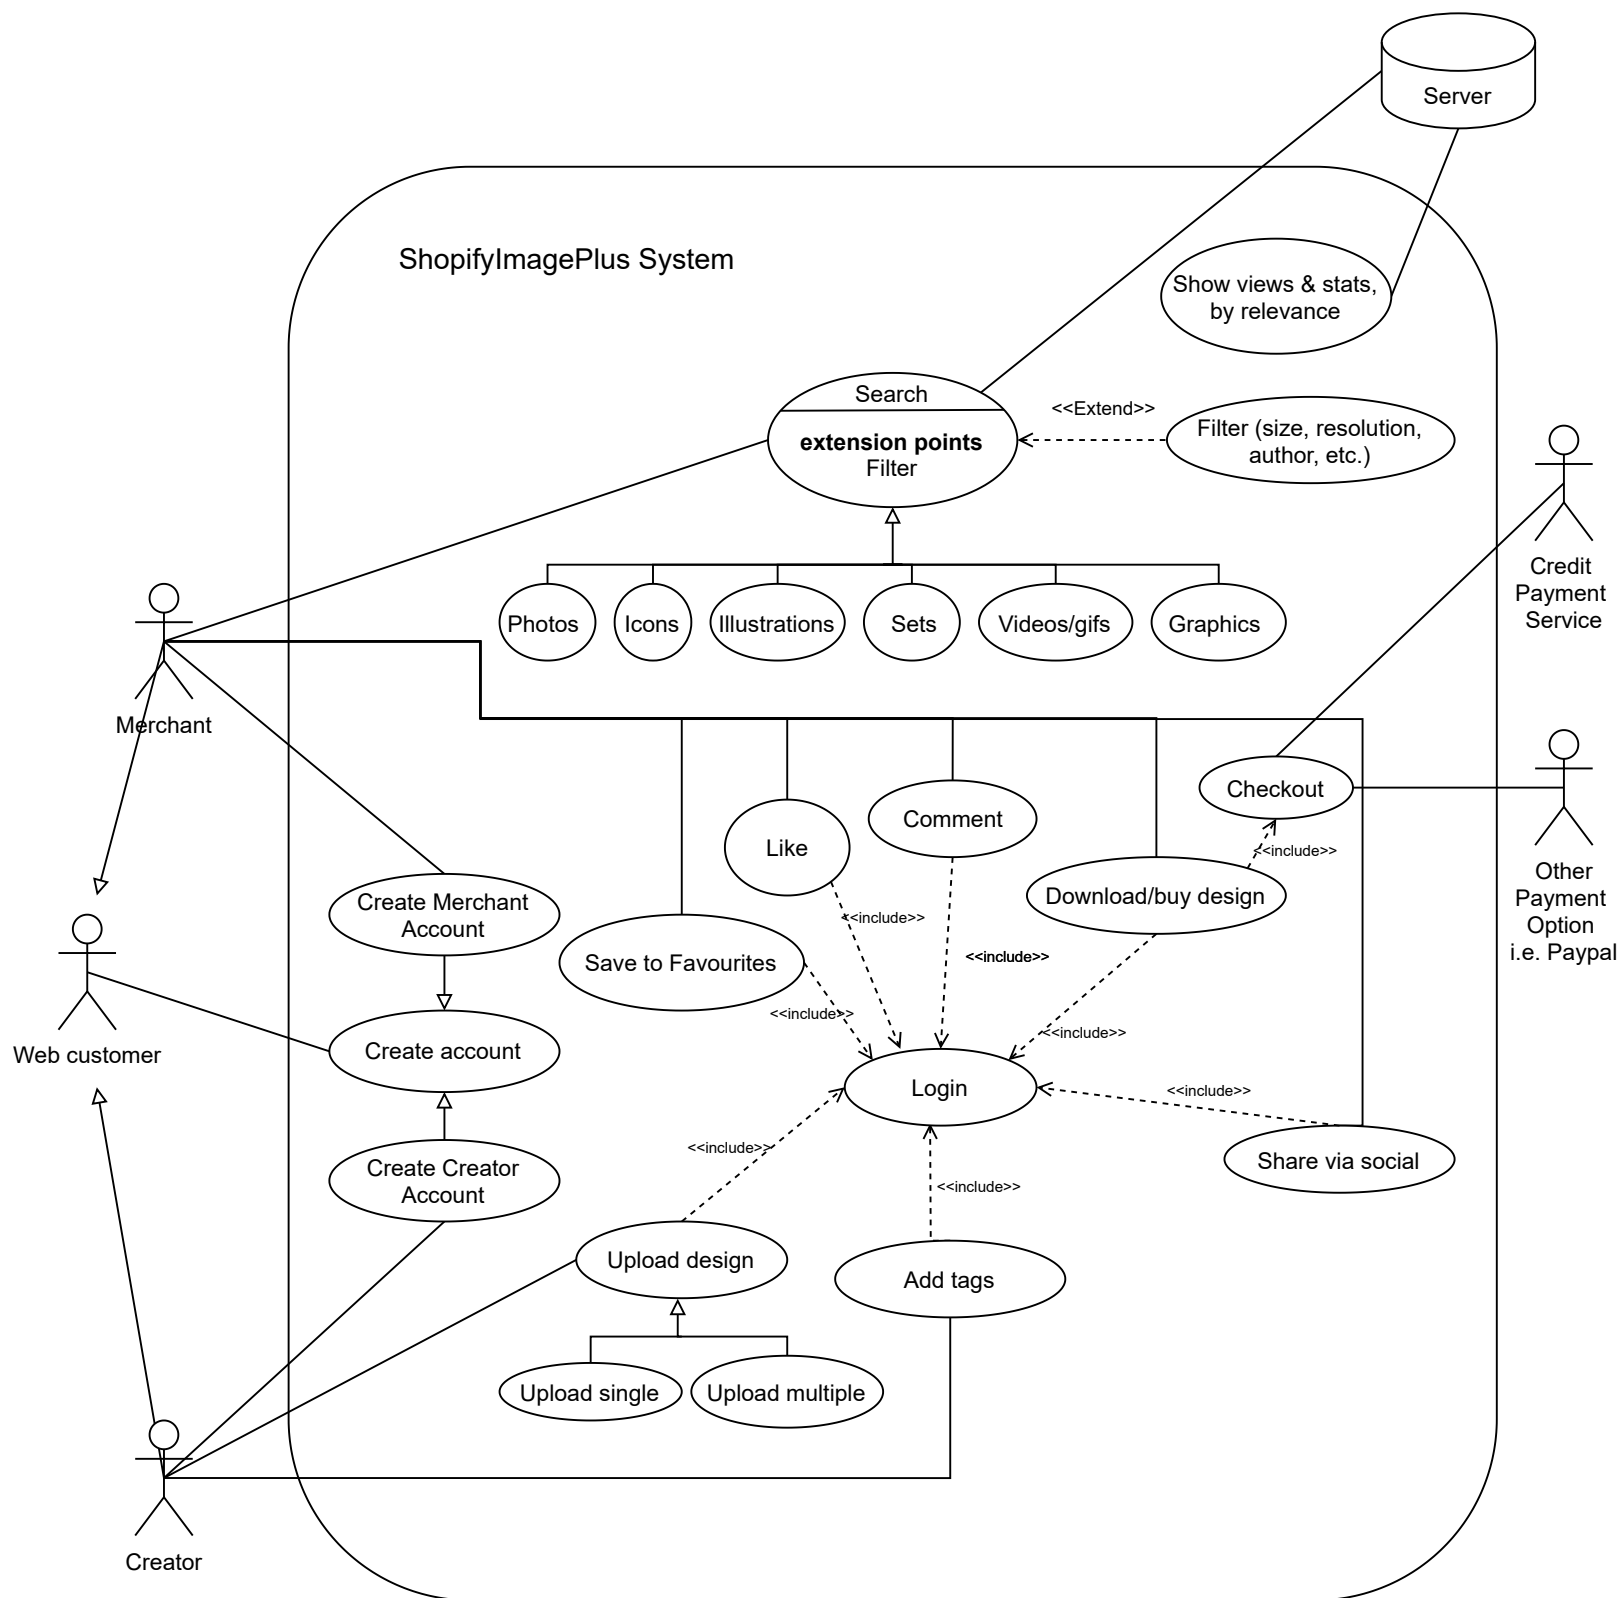 Server
ShopifyImagePlus System
Show views & stats,
by relevance
Search
extension points
Filter
<<Extend>>
Filter (size, resolution,
author, etc.)
Credit
Payment
Service
Photos
Icons
Illustrations
Sets
Videos/gifs
Graphics
Merchant
Checkout
Comment
Like
<<include>>
Download/buy design
Other
Payment
Option
i.e. Paypal
Create Merchant
Account
<<include>>
Save to Favourites
<<include>>
<<include>>
<<include>>
Web customer
Create account
Login
<<include>>
<<include>>
Share via social
Create Creator
Account
<<include>>
Upload design
Add tags
Upload single
Upload multiple
Creator